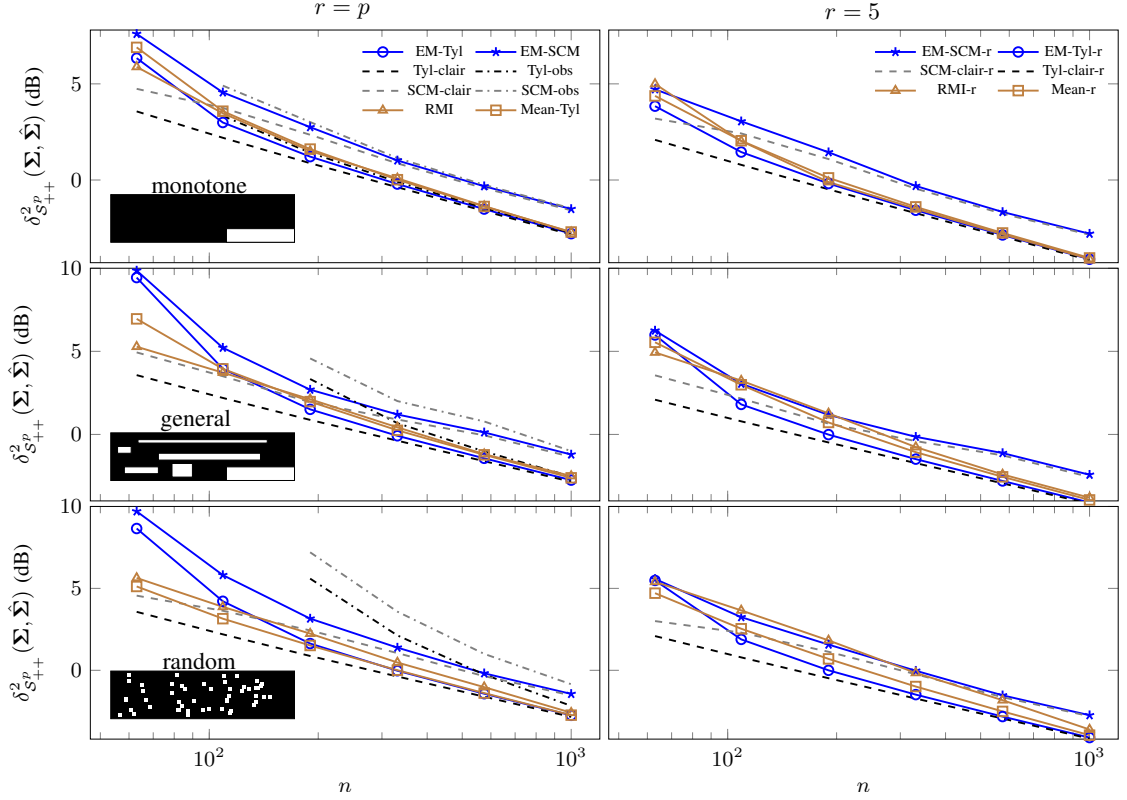 r = p
r = 5
δ²_{𝒮^p_{++}}(Σ, Σ̂) (dB)
5
0
EM-Tyl
EM-SCM
Tyl-clair
Tyl-obs
SCM-clair
SCM-obs
RMI
Mean-Tyl
monotone
EM-SCM-r
EM-Tyl-r
SCM-clair-r
Tyl-clair-r
RMI-r
Mean-r
δ²_{𝒮^p_{++}}(Σ, Σ̂) (dB)
10
5
0
general
δ²_{𝒮^p_{++}}(Σ, Σ̂) (dB)
10
5
0
random
10²
10³
10²
10³
n
n